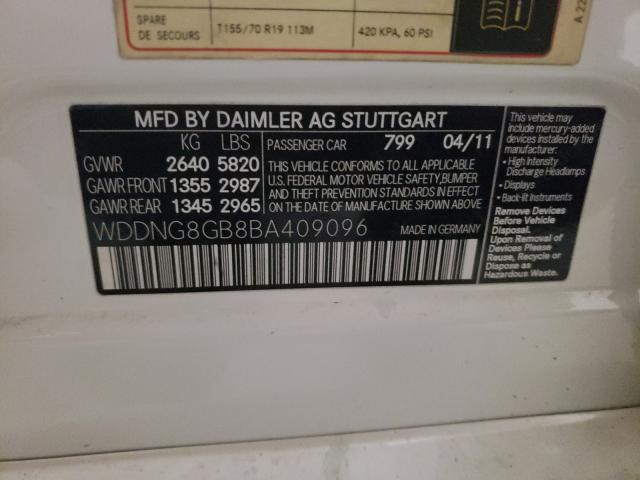 SPARE
DE SECOURS T155/70 R19 113M 420 KPA, 60 PSI
A 22
MFD BY DAIMLER AG STUTTGART
KG LBS PASSENGER CAR 799 04/11
GVWR 2640 5820
GAWR FRONT 1355 2987
GAWR REAR 1345 2965
THIS VEHICLE CONFORMS TO ALL APPLICABLE
U.S. FEDERAL MOTOR VEHICLE SAFETY, BUMPER
AND THEFT PREVENTION STANDARDS IN EFFECT
ON THE DATE OF MANUFACTURE SHOWN ABOVE
WDDNG8GB8BA409096 MADE IN GERMANY
This vehicle may
include mercury-added
devices installed by the
manufacturer:
• High Intensity
Discharge Headlamps
• Displays
• Back-lit Instruments
Remove Devices
Before Vehicle
Disposal.
Upon Removal of
Devices Please
Reuse, Recycle or
Dispose as
Hazardous Waste.